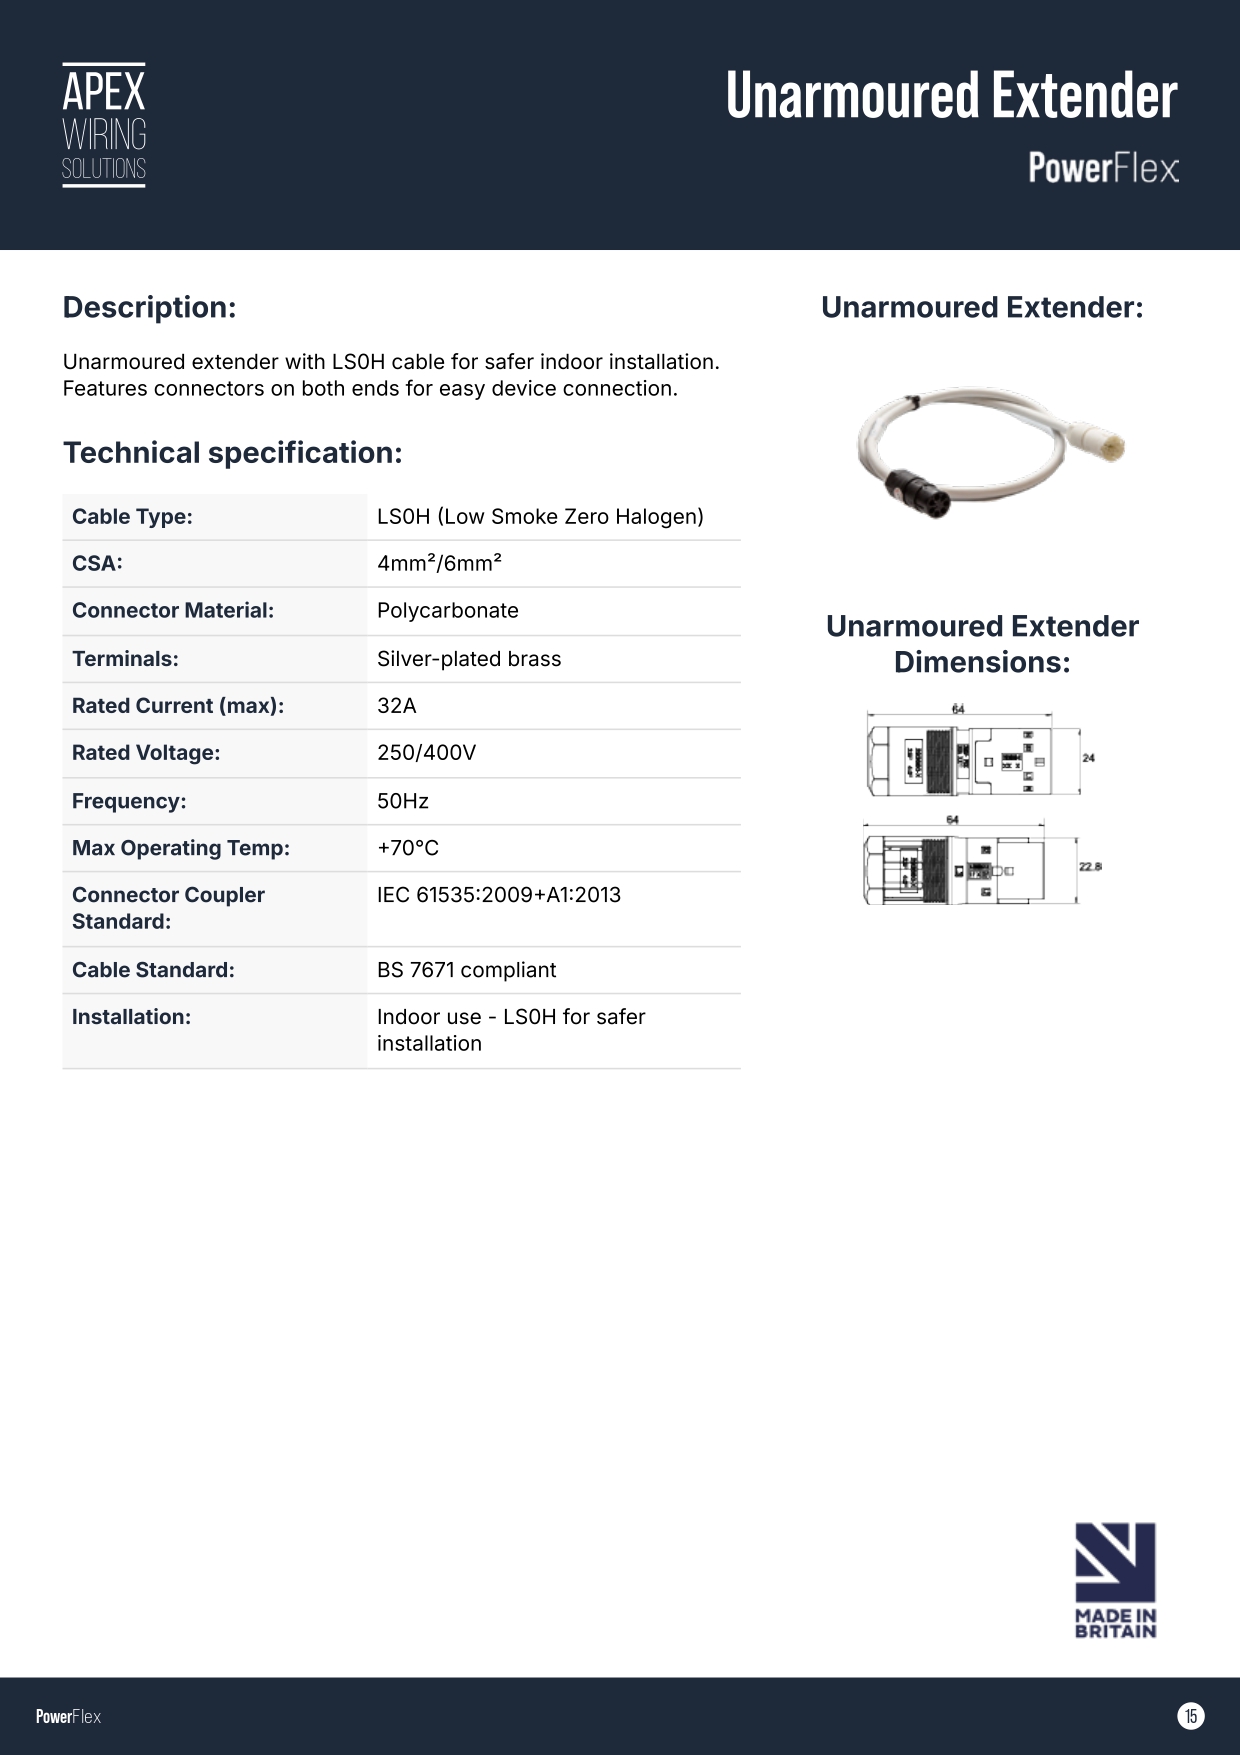 APEX
WIRING
SOLUTIONS
Unarmoured Extender
PowerFlex
Description:
Unarmoured extender with LS0H cable for safer indoor installation.
Features connectors on both ends for easy device connection.
Technical specification:
Cable Type: LS0H (Low Smoke Zero Halogen)
CSA: 4mm²/6mm²
Connector Material: Polycarbonate
Terminals: Silver-plated brass
Rated Current (max): 32A
Rated Voltage: 250/400V
Frequency: 50Hz
Max Operating Temp: +70°C
Connector Coupler IEC 61535:2009+A1:2013
Standard:
Cable Standard: BS 7671 compliant
Installation: Indoor use - LS0H for safer
installation
Unarmoured Extender:
Unarmoured Extender
Dimensions:
64
24
64
22.8
MADE IN
BRITAIN
PowerFlex
15